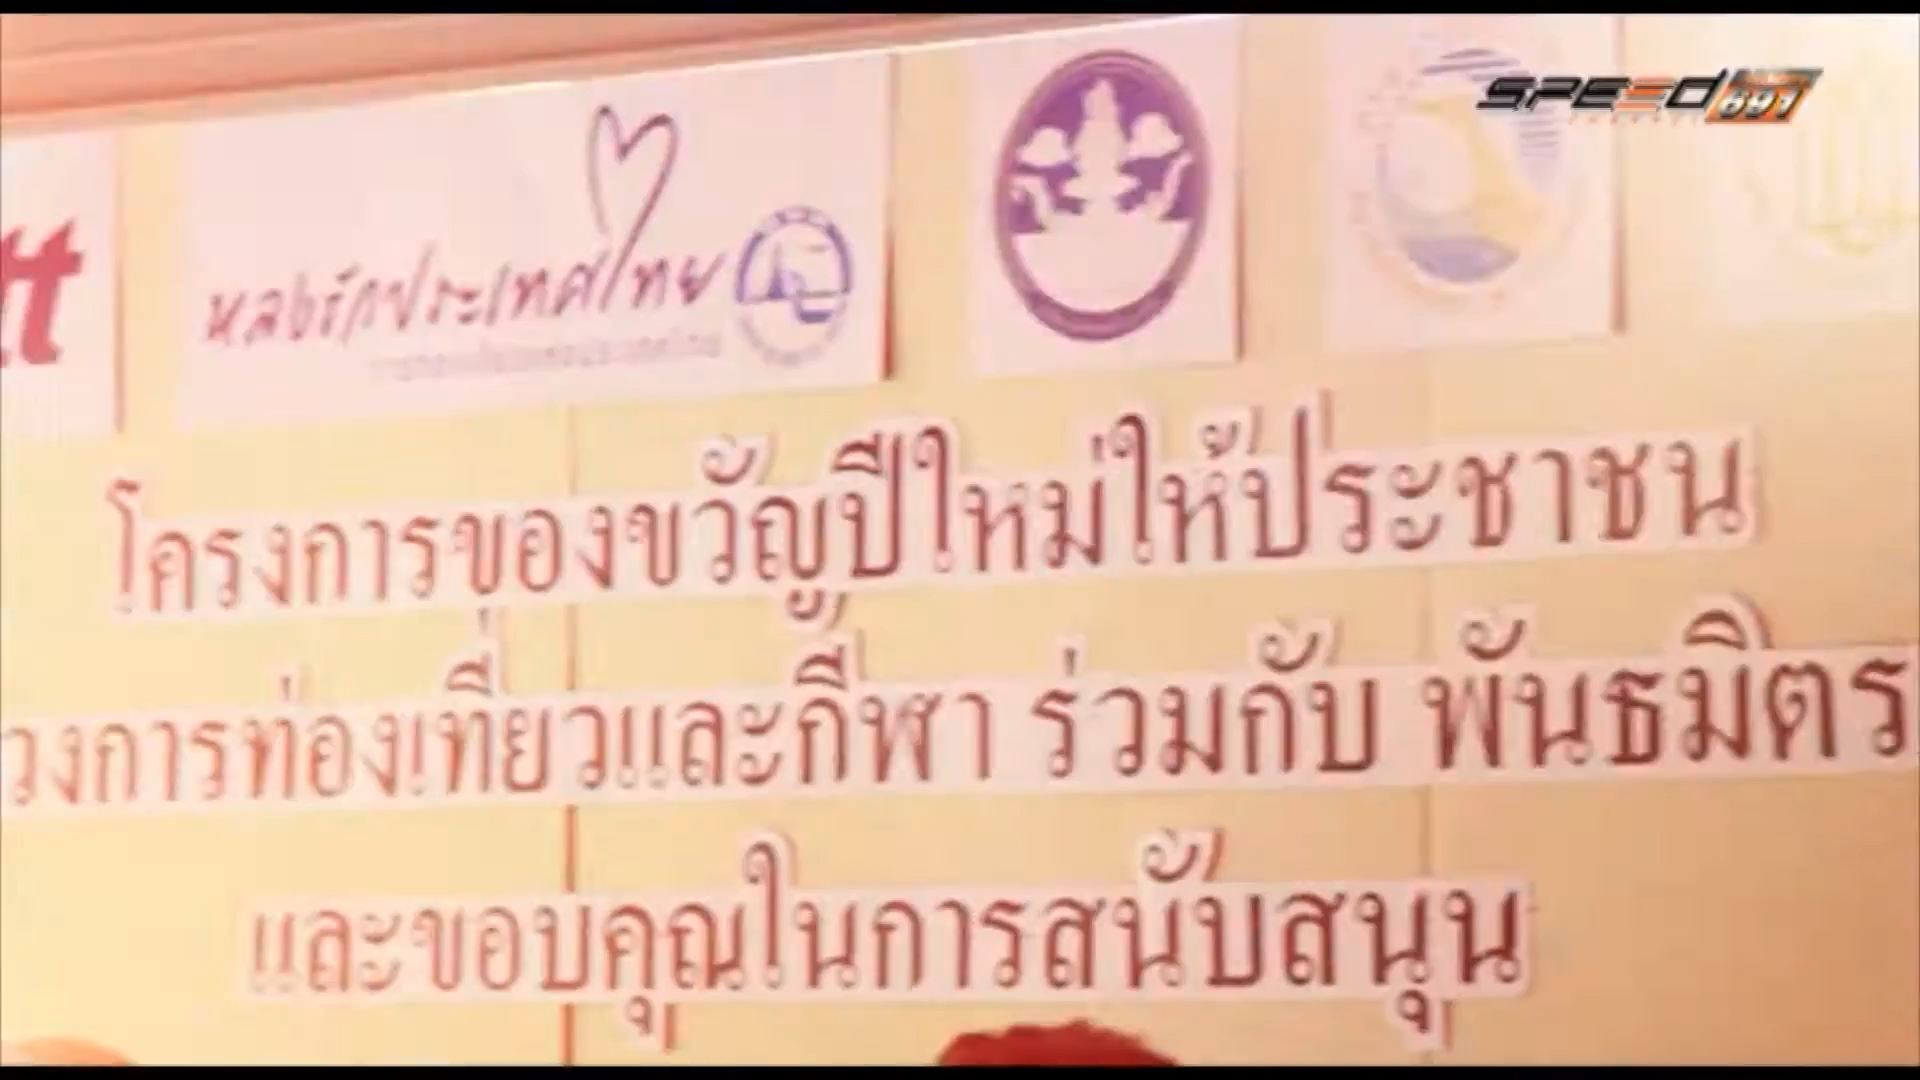 SPEED 691
tt
หลงรักประเทศไทย
โครงการของขวัญปีใหม่ให้ประชาชน
วงการท่องเที่ยวและกีฬา ร่วมกับ พันธมิตร
และขอบคุณในการสนับสนุน